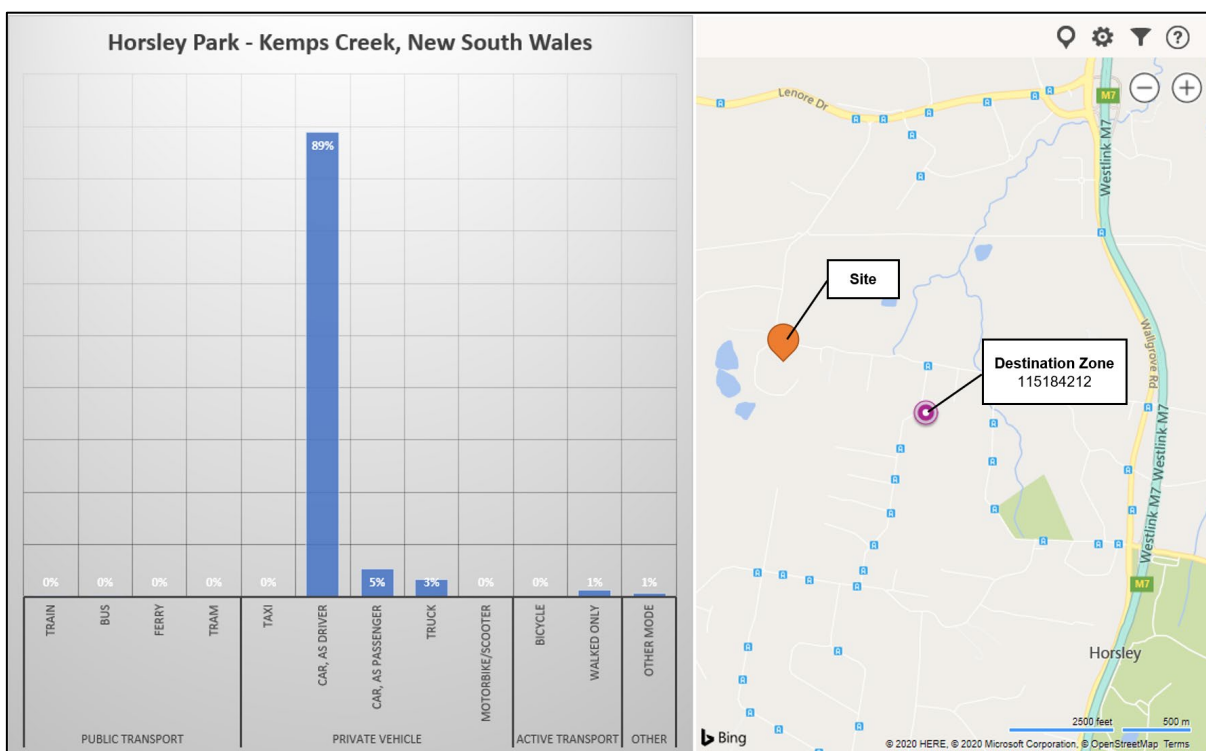 Horsley Park - Kemps Creek, New South Wales
89%
0%
0%
0%
0%
0%
5%
3%
0%
0%
1%
1%
TRAIN
BUS
FERRY
TRAM
TAXI
CAR, AS DRIVER
CAR, AS PASSENGER
TRUCK
MOTORBIKE/SCOOTER
BICYCLE
WALKED ONLY
OTHER MODE
PUBLIC TRANSPORT
PRIVATE VEHICLE
ACTIVE TRANSPORT
OTHER
Lenore Dr
M7
Westlink M7
Site
Destination Zone
115184212
Wallgrove Rd
Westlink M7 Westlink M7
M7
Horsley
2500 feet
500 m
Bing
© 2020 HERE, © 2020 Microsoft Corporation, © OpenStreetMap Terms